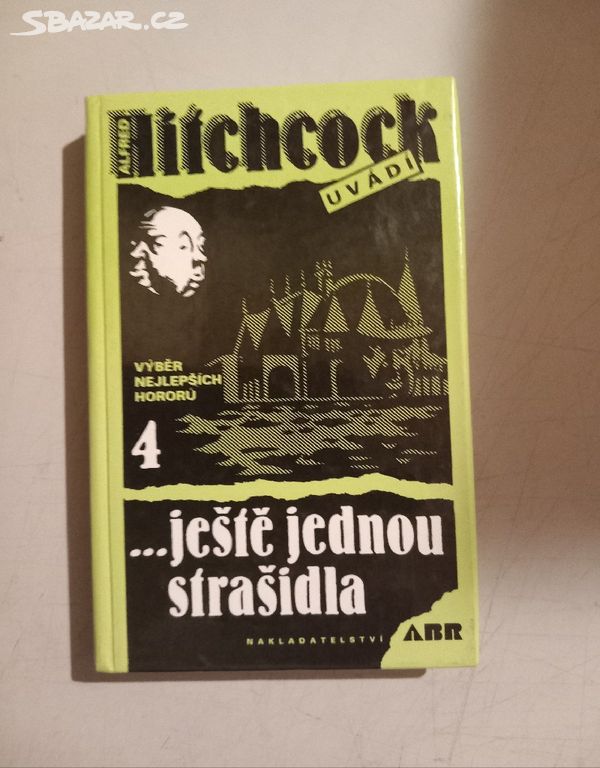 SBAZAR.CZ
ALFRED
Hitchcock
UVÁDÍ
VÝBĚR
NEJLEPŠÍCH
HORORŮ
4
...ještě jednou
strašidla
NAKLADATELSTVÍ
ABR